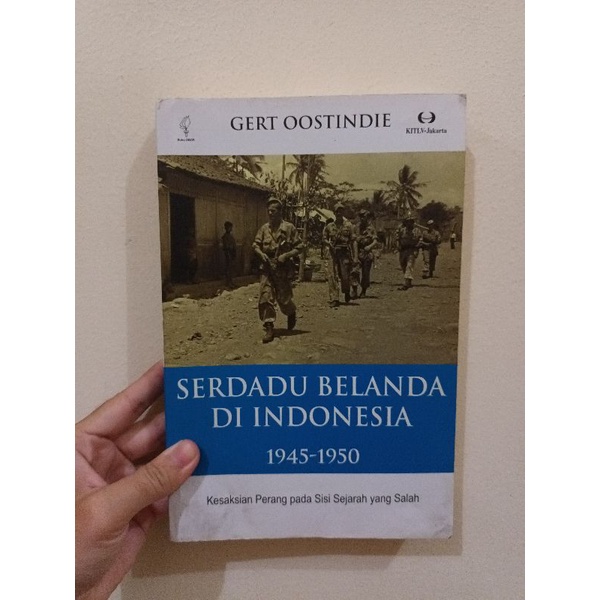 GERT OOSTINDIE
KITLV-Jakarta
SERDADU BELANDA
DI INDONESIA
1945-1950
Kesaksian Perang pada Sisi Sejarah yang Salah